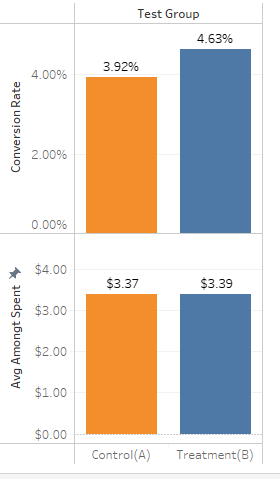 Test Group
Conversion Rate
4.00%
2.00%
0.00%
3.92%
4.63%
Avg Amongt Spent
$4.00
$3.00
$2.00
$1.00
$0.00
$3.37
$3.39
Control(A)
Treatment(B)